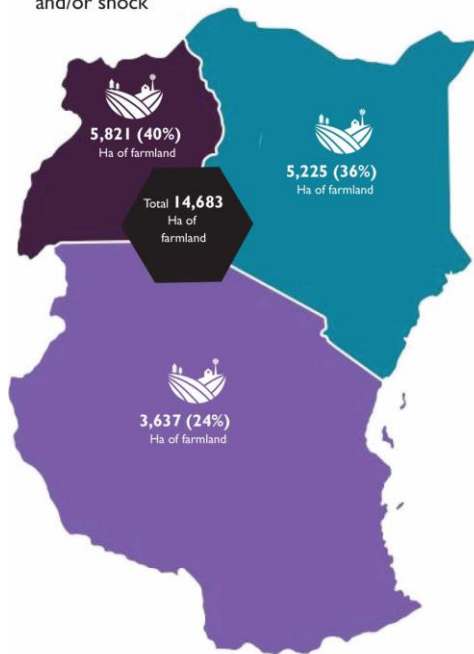 and/or shock
5,821 (40%)
Ha of farmland
5,225 (36%)
Ha of farmland
Total 14,683
Ha of
farmland
3,637 (24%)
Ha of farmland